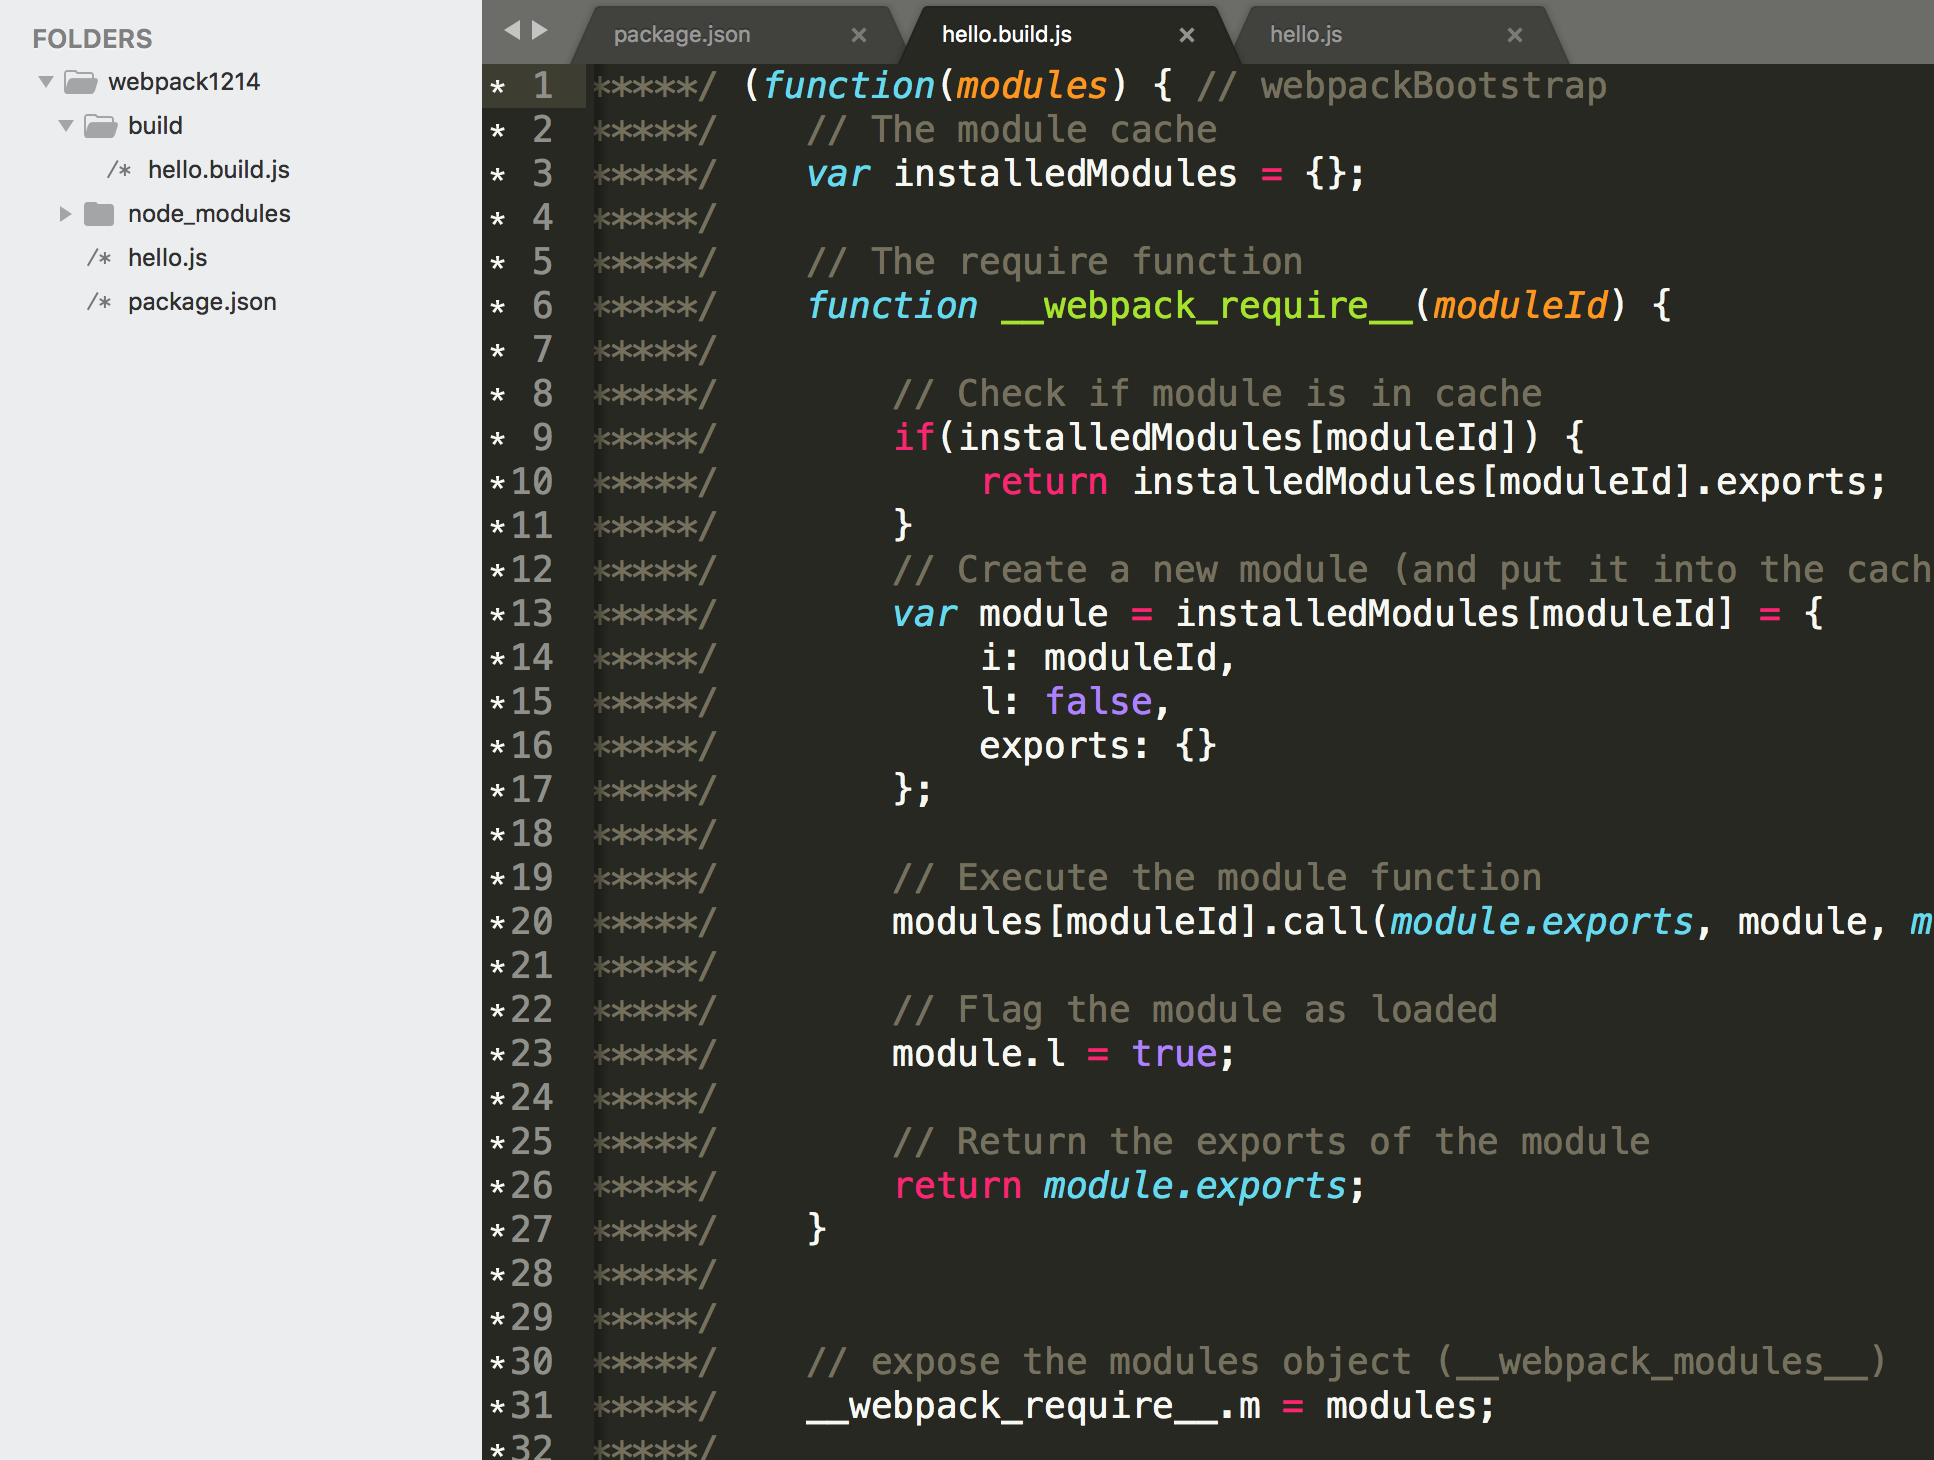 FOLDERS
webpack1214
build
/* hello.build.js
node_modules
/* hello.js
/* package.json
package.json × hello.build.js × hello.js ×
* 1 *****/ (function(modules) { // webpackBootstrap
* 2 *****/ // The module cache
* 3 *****/ var installedModules = {};
* 4 *****/
* 5 *****/ // The require function
* 6 *****/ function __webpack_require__(moduleId) {
* 7 *****/
* 8 *****/ // Check if module is in cache
* 9 *****/ if(installedModules[moduleId]) {
*10 *****/ return installedModules[moduleId].exports;
*11 *****/ }
*12 *****/ // Create a new module (and put it into the cach
*13 *****/ var module = installedModules[moduleId] = {
*14 *****/ i: moduleId,
*15 *****/ l: false,
*16 *****/ exports: {}
*17 *****/ };
*18 *****/
*19 *****/ // Execute the module function
*20 *****/ modules[moduleId].call(module.exports, module, m
*21 *****/
*22 *****/ // Flag the module as loaded
*23 *****/ module.l = true;
*24 *****/
*25 *****/ // Return the exports of the module
*26 *****/ return module.exports;
*27 *****/ }
*28 *****/
*29 *****/
*30 *****/ // expose the modules object (__webpack_modules__)
*31 *****/ __webpack_require__.m = modules;
*32 *****/